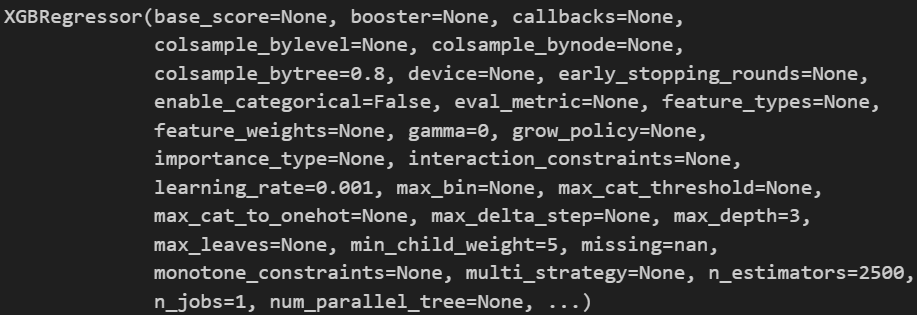 XGBRegressor(base_score=None, booster=None, callbacks=None,
colsample_bylevel=None, colsample_bynode=None,
colsample_bytree=0.8, device=None, early_stopping_rounds=None,
enable_categorical=False, eval_metric=None, feature_types=None,
feature_weights=None, gamma=0, grow_policy=None,
importance_type=None, interaction_constraints=None,
learning_rate=0.001, max_bin=None, max_cat_threshold=None,
max_cat_to_onehot=None, max_delta_step=None, max_depth=3,
max_leaves=None, min_child_weight=5, missing=nan,
monotone_constraints=None, multi_strategy=None, n_estimators=2500,
n_jobs=1, num_parallel_tree=None, ...)